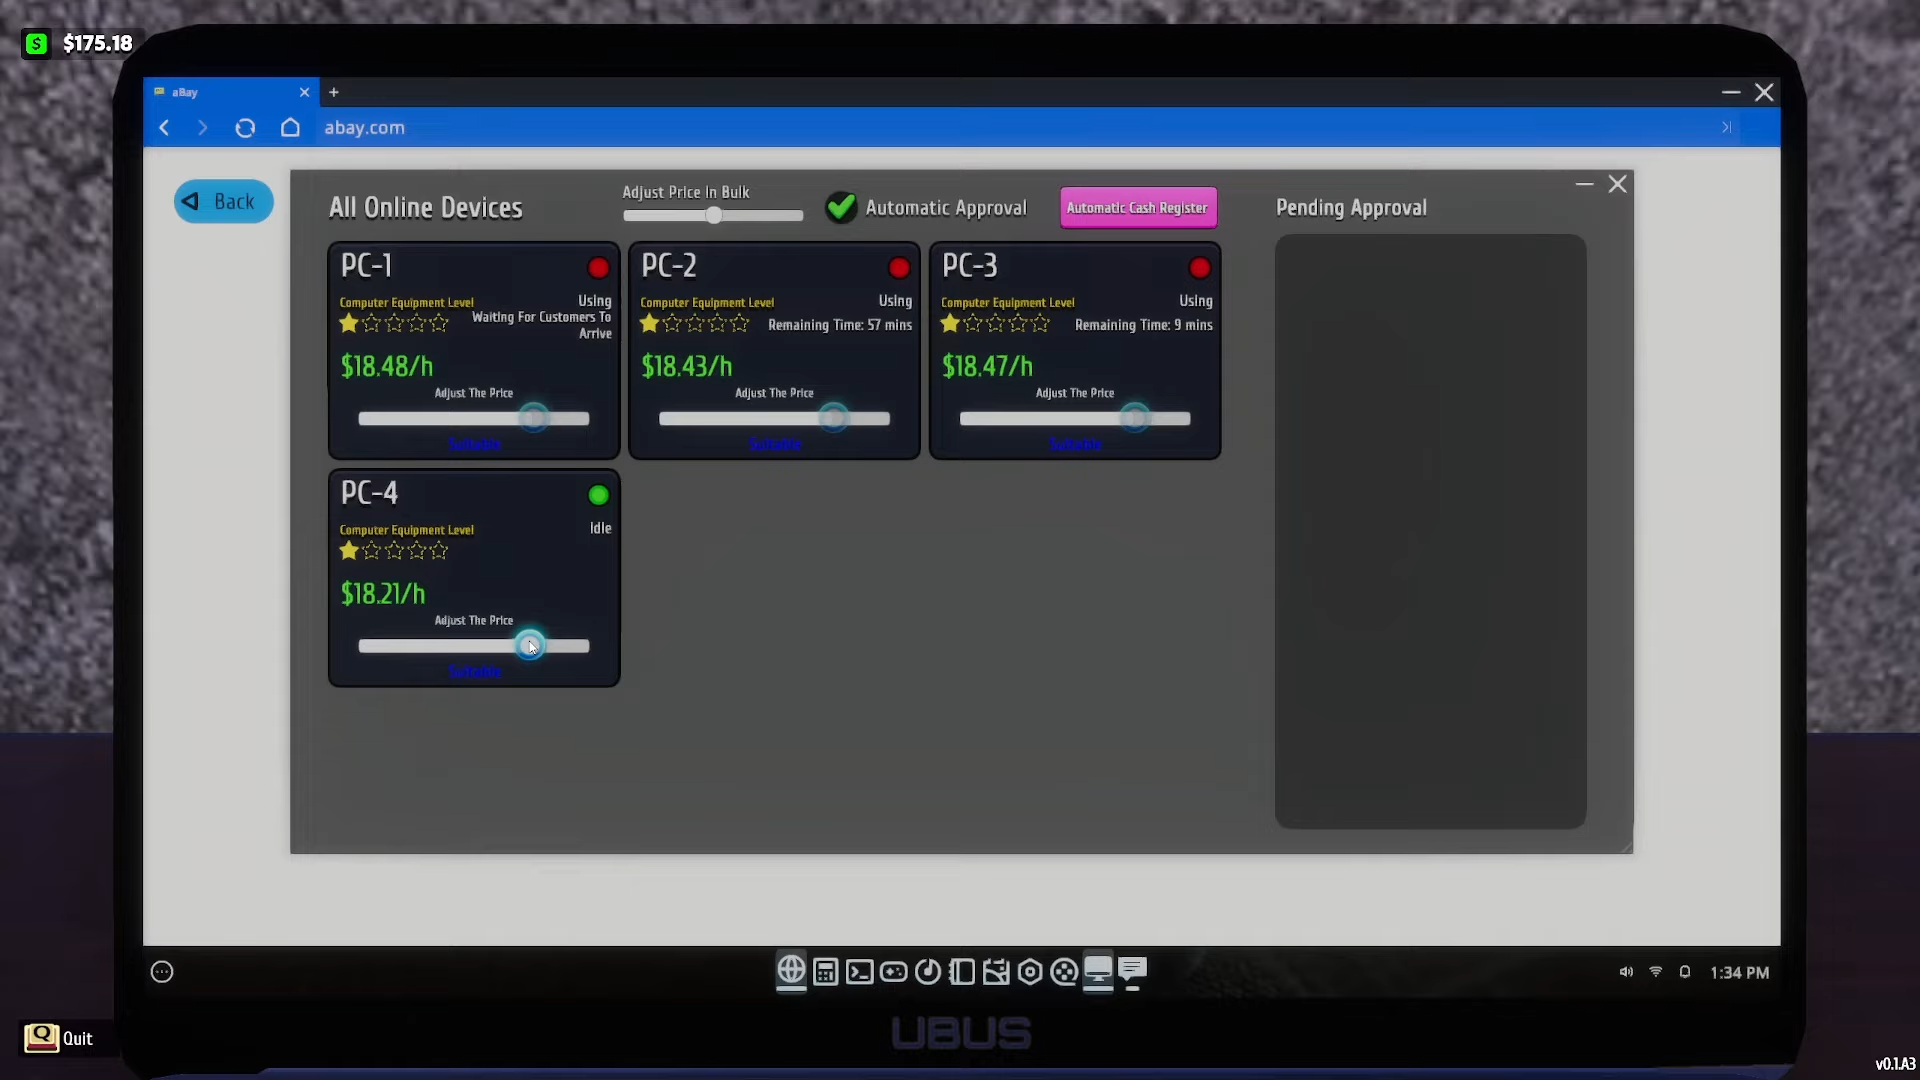 $175.18
aBay
abay.com
Back
All Online Devices
Adjust Price In Bulk
Automatic Approval
Automatic Cash Register
Pending Approval
PC-1
Computer Equipment Level
Using
Waiting For Customers To
Arrive
$18.48/h
Adjust The Price
Suitable
PC-2
Computer Equipment Level
Using
Remaining Time: 57 mins
$18.43/h
Adjust The Price
Suitable
PC-3
Computer Equipment Level
Using
Remaining Time: 9 mins
$18.47/h
Adjust The Price
Suitable
PC-4
Computer Equipment Level
Idle
$18.21/h
Adjust The Price
Suitable
1:34 PM
UBUS
Q Quit
v0.1.A3